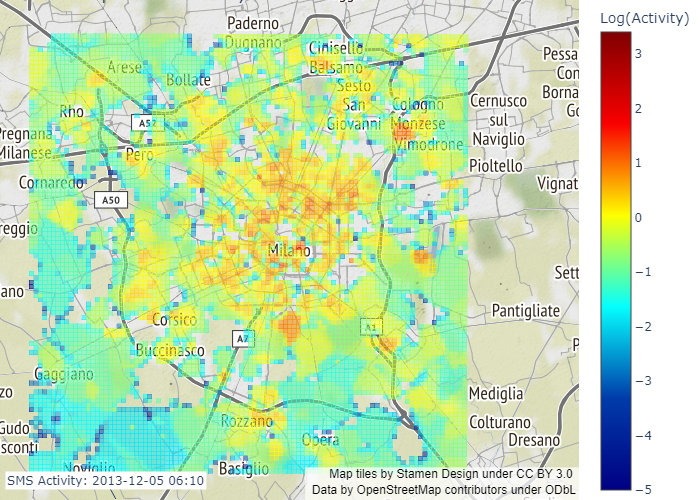 Paderno
Dugnano
Cinisello
Balsamo
Arese
Bollate
Sesto
San
Giovanni
Cologno
Monzese
Vimodrone
Cernusco
sul
Naviglio
Pessa
Con
Borna
Go
Rho
A52
Pregnana
Milanese
Pero
Pioltello
Cornaredo
A50
Vignat
reggio
Milano
Sett
ano
Pantigliate
Corsico
A7
A1
Buccinasco
P
Gaggiano
zo
Mediglia
Rozzano
Colturano
Gudo
sconti
Opera
Dresano
Noviglio
Basiglio
SMS Activity: 2013-12-05 06:10
Map tiles by Stamen Design under CC BY 3.0
Data by OpenStreetMap contributors under ODbL
Log(Activity)
3
2
1
0
−1
−2
−3
−4
−5